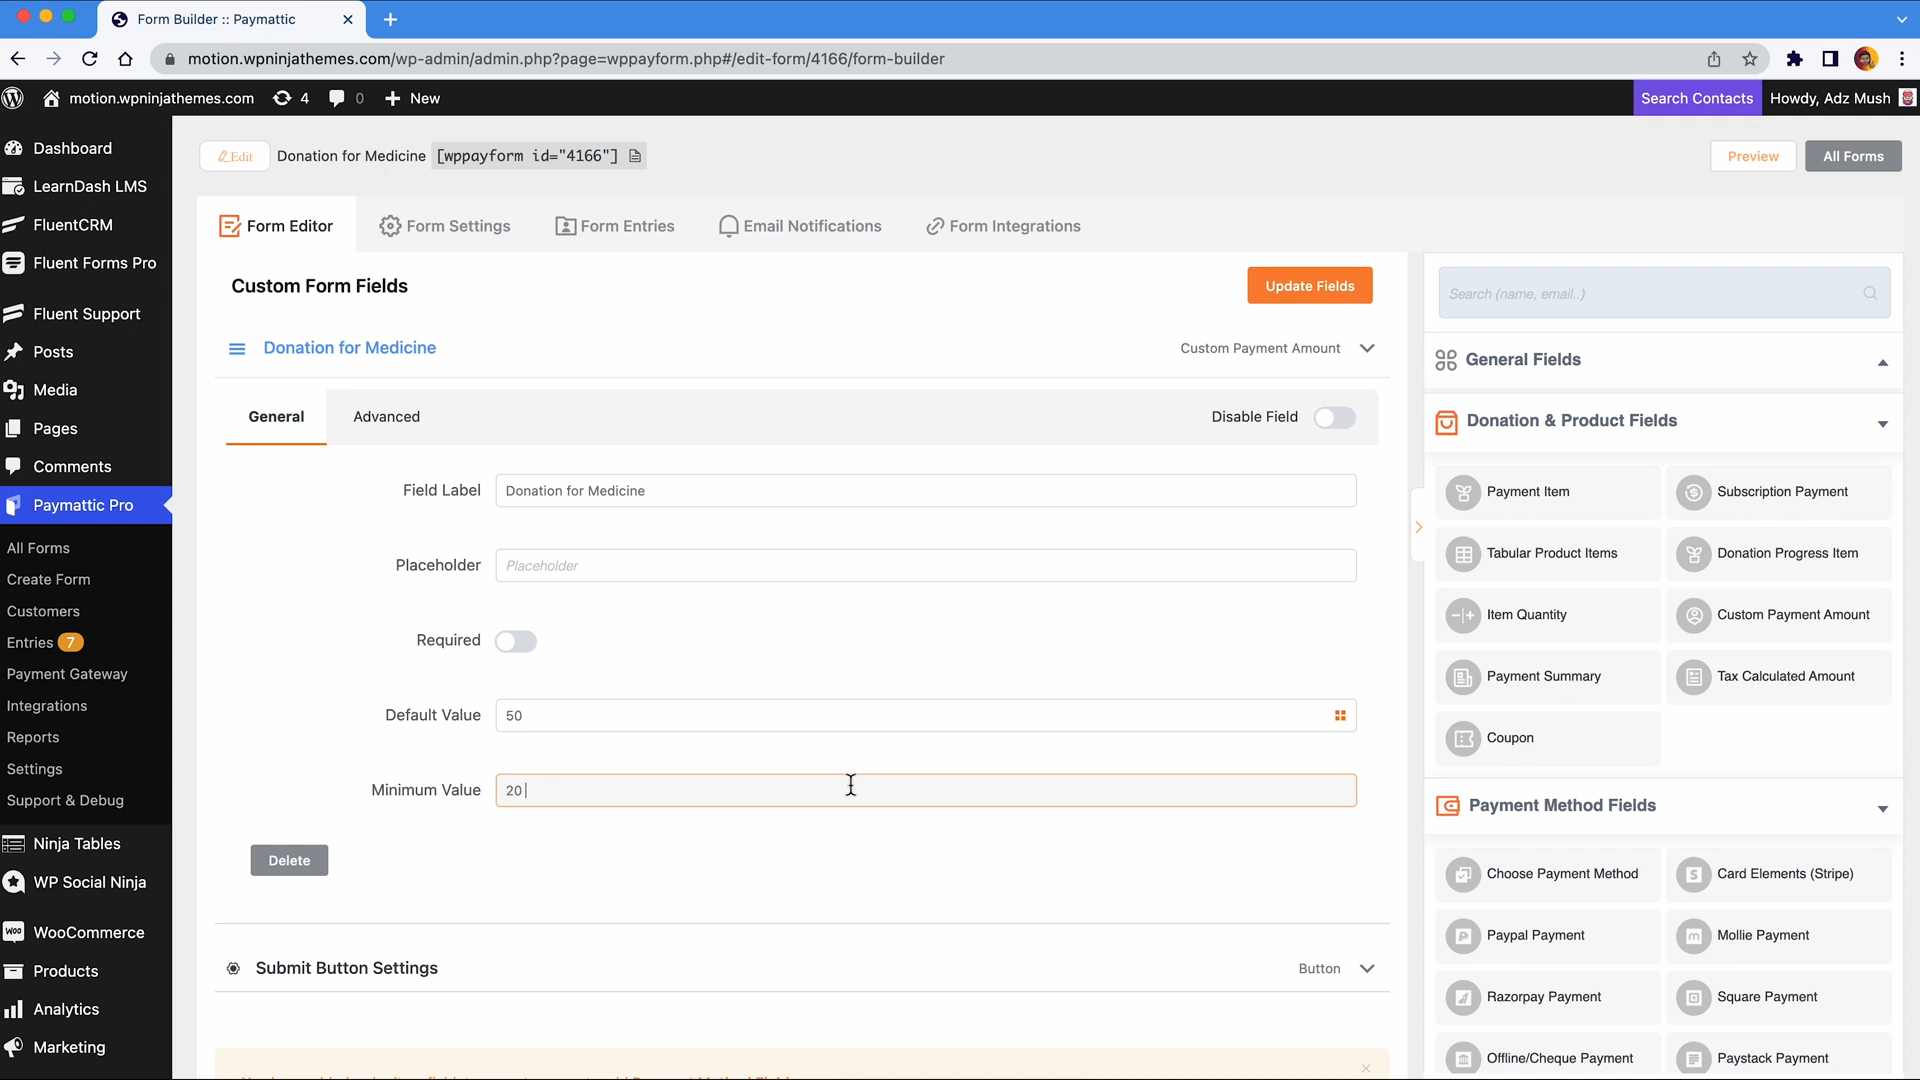 Form Builder :: Paymattic
motion.wpninjathemes.com/wp-admin/admin.php?page=wppayform.php#/edit-form/4166/form-builder
motion.wpninjathemes.com 4 0 New Search Contacts Howdy, Adz Mush
Dashboard
LearnDash LMS
FluentCRM
Fluent Forms Pro
Fluent Support
Posts
Media
Pages
Comments
Paymattic Pro
All Forms
Create Form
Customers
Entries 7
Payment Gateway
Integrations
Reports
Settings
Support & Debug
Ninja Tables
WP Social Ninja
WooCommerce
Products
Analytics
Marketing
Edit Donation for Medicine [wppayform id="4166"] Preview All Forms
Form Editor Form Settings Form Entries Email Notifications Form Integrations
Custom Form Fields Update Fields
Donation for Medicine Custom Payment Amount
General Advanced Disable Field
Field Label Donation for Medicine
Placeholder Placeholder
Required
Default Value 50
Minimum Value 20
Delete
Submit Button Settings Button
Search (name, email..)
General Fields
Donation & Product Fields
Payment Item Subscription Payment
Tabular Product Items Donation Progress Item
Item Quantity Custom Payment Amount
Payment Summary Tax Calculated Amount
Coupon
Payment Method Fields
Choose Payment Method Card Elements (Stripe)
Paypal Payment Mollie Payment
Razorpay Payment Square Payment
Offline/Cheque Payment Paystack Payment